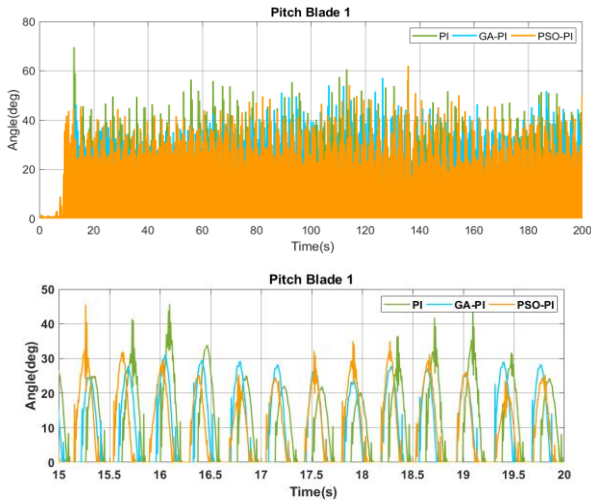 Pitch Blade 1
PI GA-PI PSO-PI
80
60
40
20
0
Angle(deg)
0 20 40 60 80 100 120 140 160 180 200
Time(s)
Pitch Blade 1
PI GA-PI PSO-PI
50
40
30
20
10
0
Angle(deg)
15 15.5 16 16.5 17 17.5 18 18.5 19 19.5 20
Time(s)